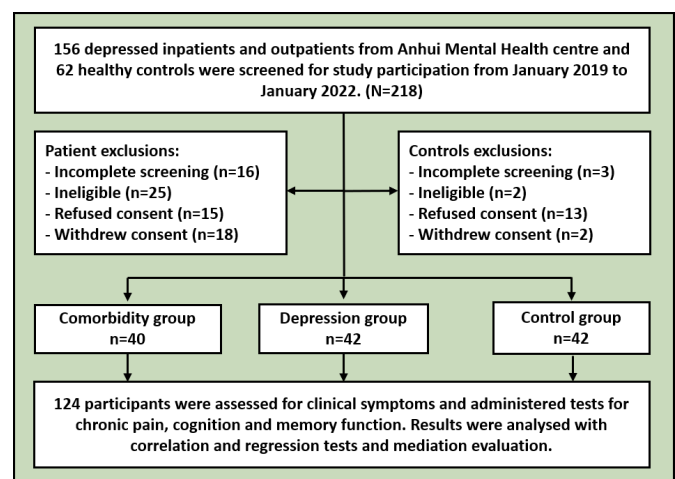 156 depressed inpatients and outpatients from Anhui Mental Health centre and
62 healthy controls were screened for study participation from January 2019 to
January 2022. (N=218)
Patient exclusions:
- Incomplete screening (n=16)
- Ineligible (n=25)
- Refused consent (n=15)
- Withdrew consent (n=18)
Controls exclusions:
- Incomplete screening (n=3)
- Ineligible (n=2)
- Refused consent (n=13)
- Withdrew consent (n=2)
Comorbidity group
n=40
Depression group
n=42
Control group
n=42
124 participants were assessed for clinical symptoms and administered tests for
chronic pain, cognition and memory function. Results were analysed with
correlation and regression tests and mediation evaluation.